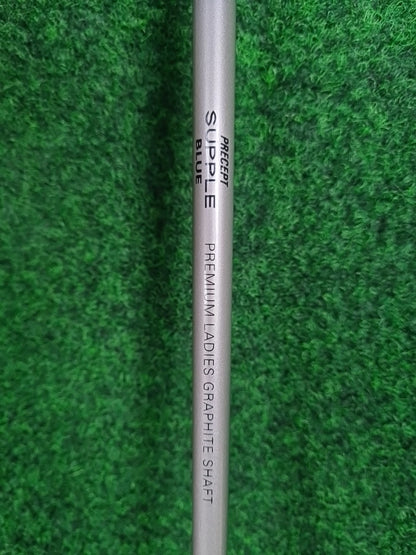 PRECEPT
SUPPLE
BLUE
PREMIUM LADIES GRAPHITE SHAFT